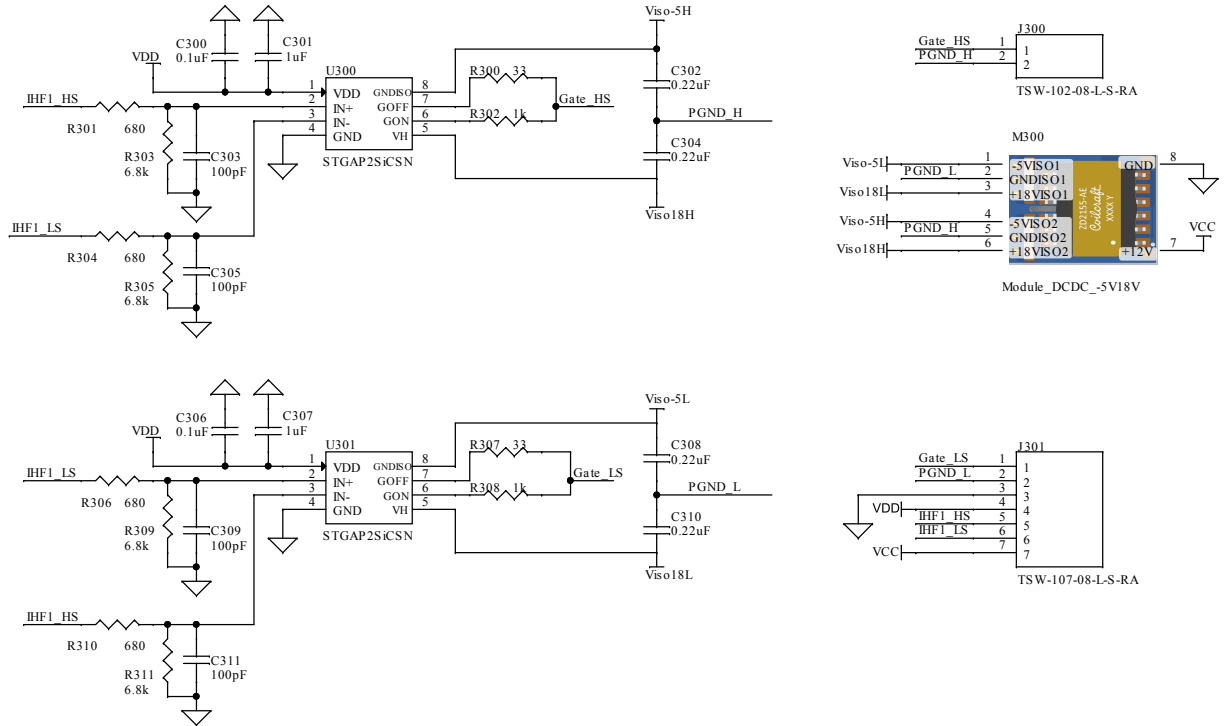 Viso-5H
C300
0.1uF
C301
1uF
VDD
U300
1 VDD GNDISO 8
2 IN+ GOFF 7
3 IN- GON 6
4 GND VH 5
STGAP2SiCSN
IHF1_HS
R301 680
R303
6.8k
C303
100pF
R300 33
R302 1k
Gate_HS
C302
0.22uF
PGND_H
C304
0.22uF
Viso18H
IHF1_LS
R304 680
R305
6.8k
C305
100pF
J300
Gate_HS 1 1
PGND_H 2 2
TSW-102-08-L-S-RA
M300
Viso-5L 1 -5VISO1
PGND_L 2 GNDISO1
Viso18L 3 +18VISO1
Viso-5H 4 -5VISO2
PGND_H 5 GNDISO2
Viso18H 6 +18VISO2
GND 8
+12V 7
VCC
ZD2155-AE
Coilcraft
XXXX Y
Module_DCDC_-5V18V
Viso-5L
C306
0.1uF
C307
1uF
VDD
U301
1 VDD GNDISO 8
2 IN+ GOFF 7
3 IN- GON 6
4 GND VH 5
STGAP2SiCSN
IHF1_LS
R306 680
R309
6.8k
C309
100pF
R307 33
R308 1k
Gate_LS
C308
0.22uF
PGND_L
C310
0.22uF
Viso18L
IHF1_HS
R310 680
R311
6.8k
C311
100pF
J301
Gate_LS 1 1
PGND_L 2 2
3 3
VDD 4 4
IHF1_HS 5 5
IHF1_LS 6 6
VCC 7 7
TSW-107-08-L-S-RA